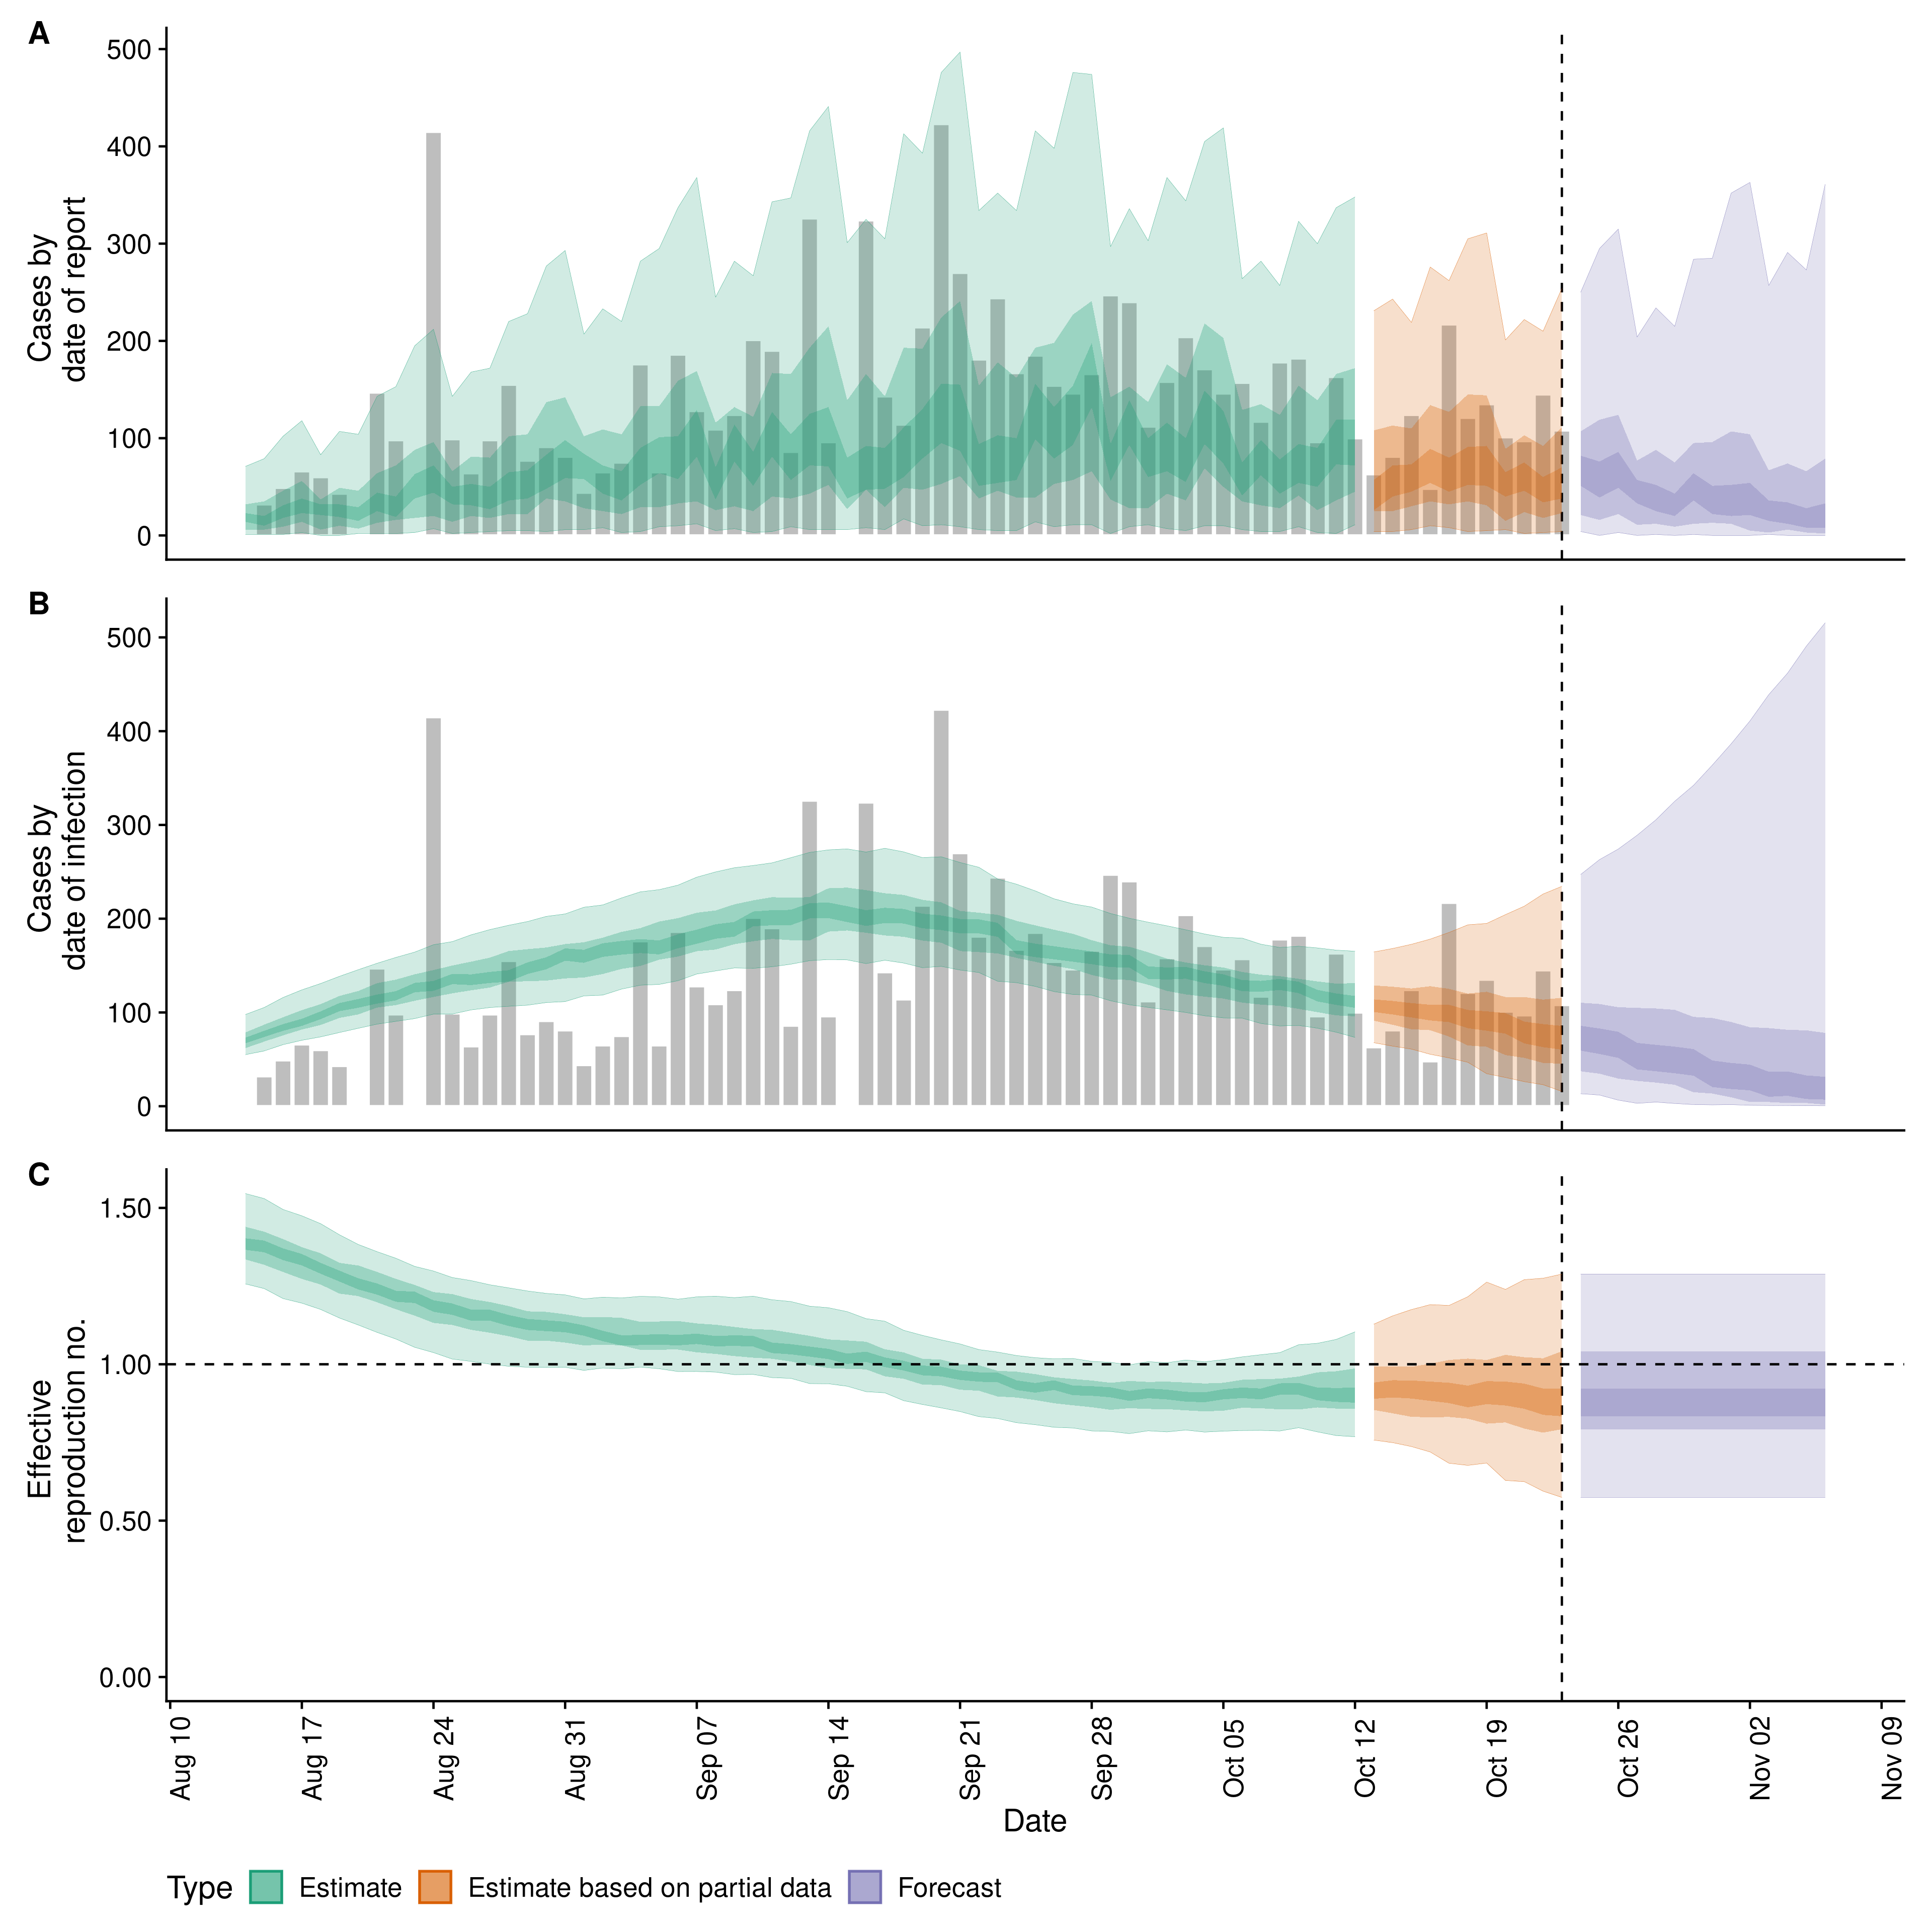 A
500
400
300
200
100
0
Cases by
date of report
B
500
400
300
200
100
0
Cases by
date of infection
C
1.50
1.00
0.50
0.00
Effective
reproduction no.
Aug 10
Aug 17
Aug 24
Aug 31
Sep 07
Sep 14
Sep 21
Sep 28
Oct 05
Oct 12
Oct 19
Oct 26
Nov 02
Nov 09
Date
Type Estimate Estimate based on partial data Forecast